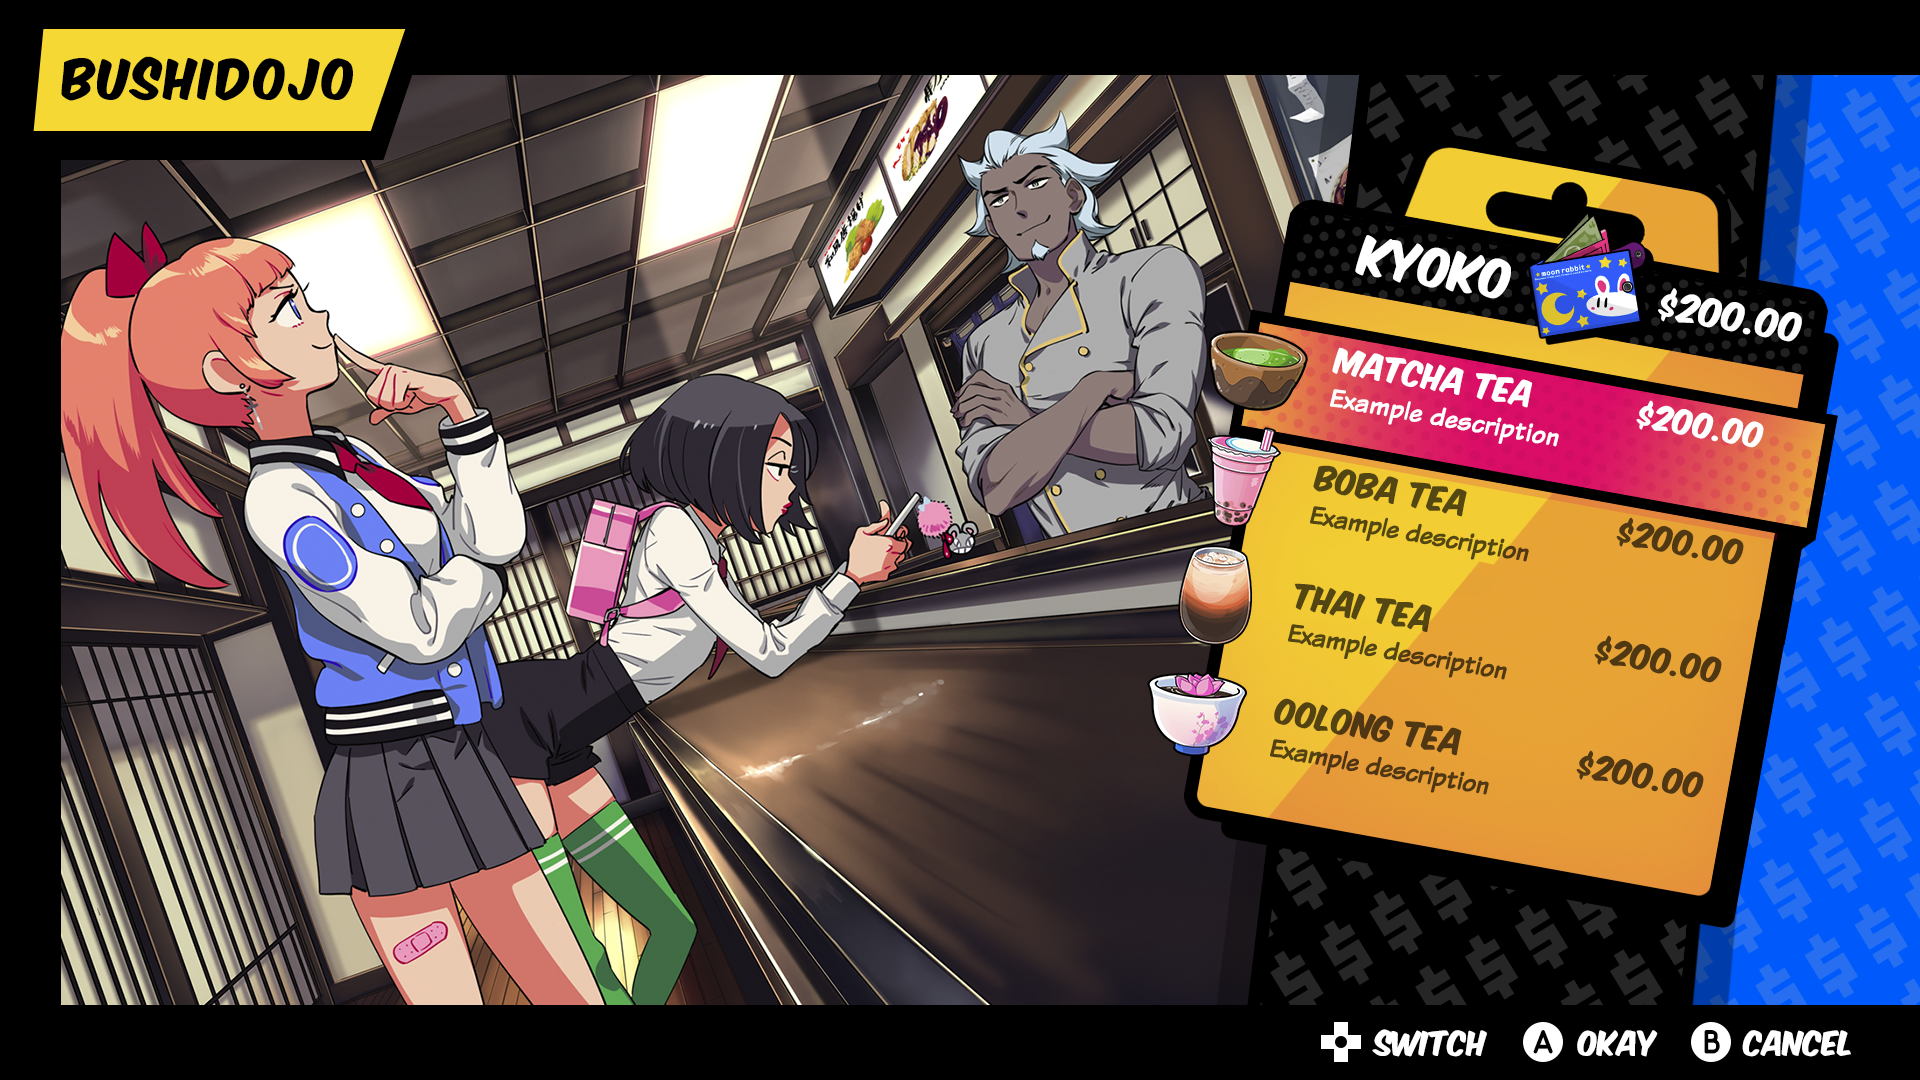 BUSHIDOJO
KYOKO
moon rabbit
$200.00
MATCHA TEA
Example description
$200.00
BOBA TEA
Example description
$200.00
THAI TEA
Example description
$200.00
OOLONG TEA
Example description
$200.00
SWITCH
A OKAY
B CANCEL